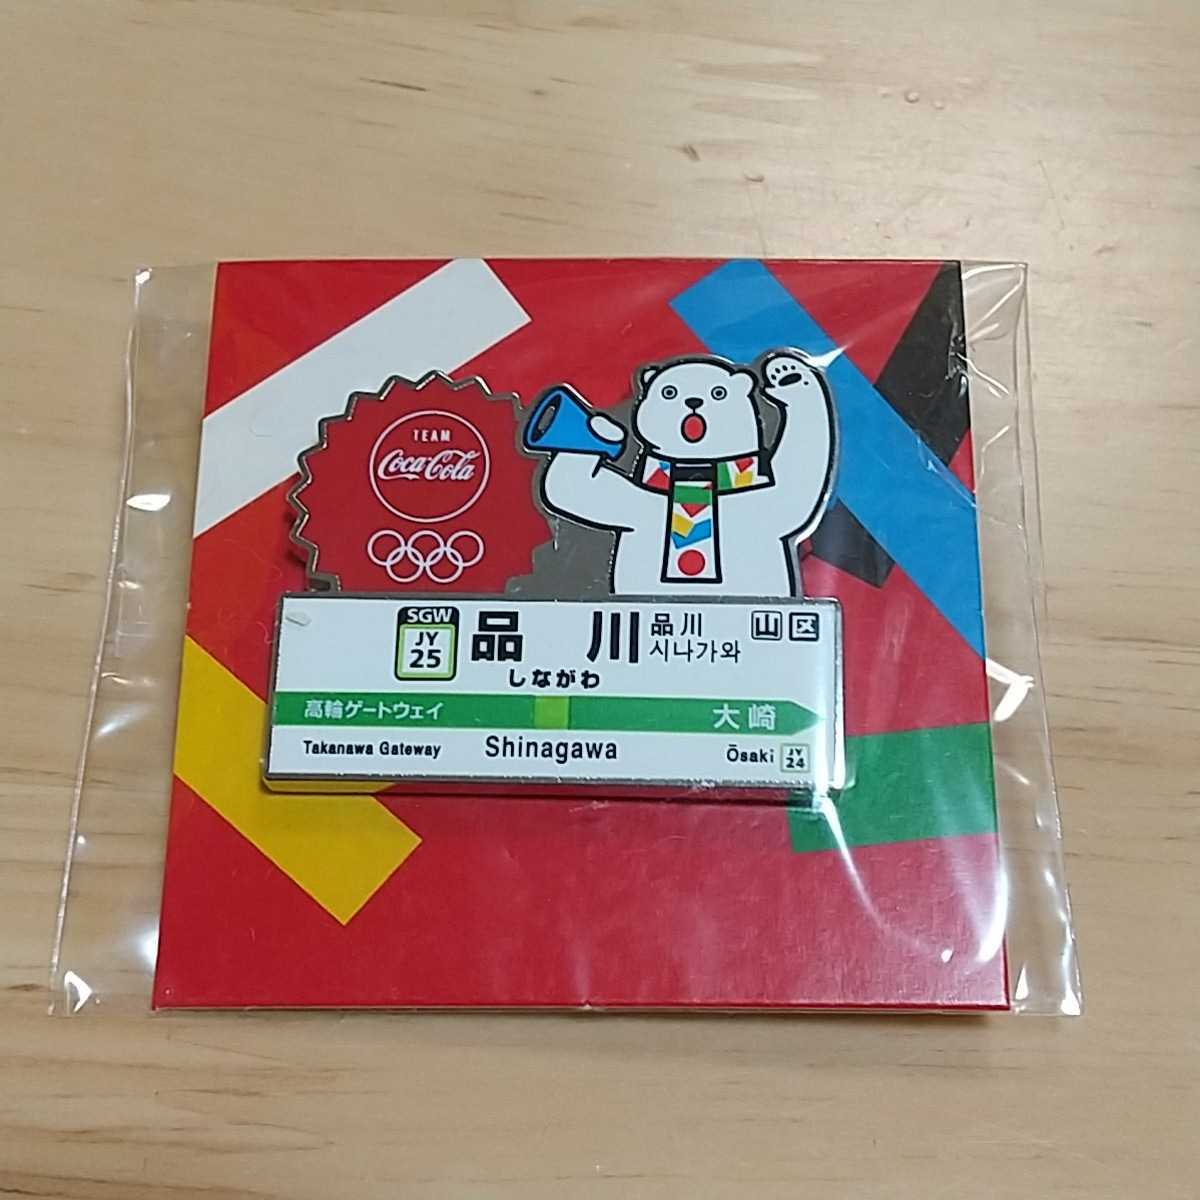 TEAM
Coca-Cola
SGW
JY
25
品川
品川
시나가와
山 区
しながわ
高輪ゲートウェイ
大崎
Takanawa Gateway
Shinagawa
Ōsaki
JY
24